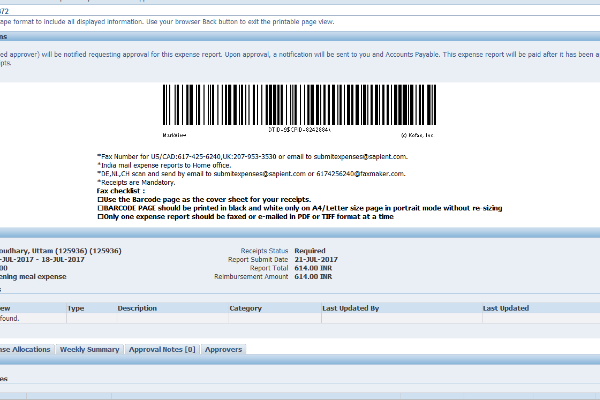 872
ape format to include all displayed information. Use your browser Back button to exit the printable page view.
ns
ed approver) will be notified requesting approval for this expense report. Upon approval, a notification will be sent to you and Accounts Payable. This expense report will be paid after it has been a
pts.
(c) Kofax, Inc
*Fax Number for US/CAD:617-425-6240,UK:207-953-3530 or email to submitexpenses@sapient.com.
*India mail expense reports to Home office.
*DE,NL,CH scan and send by email to submitexpenses@sapient.com or 6174256240@faxmaker.com.
*Receipts are Mandatory.
Fax checklist :
Use the Barcode page as the cover sheet for your receipts.
BARCODE PAGE should be printed in black and white only on A4/Letter size page in portrait mode without re-sizing
Only one expense report should be faxed or e-mailed in PDF or TIFF format at a time
oudhary, Uttam (125936) (125936) Receipts Status Required
-JUL-2017 - 18-JUL-2017 Report Submit Date 21-JUL-2017
00 Report Total 614.00 INR
ening meal expense Reimbursement Amount 614.00 INR
s
ew Type Description Category Last Updated By Last Updated
found.
nse Allocations Weekly Summary Approval Notes [0] Approvers
es